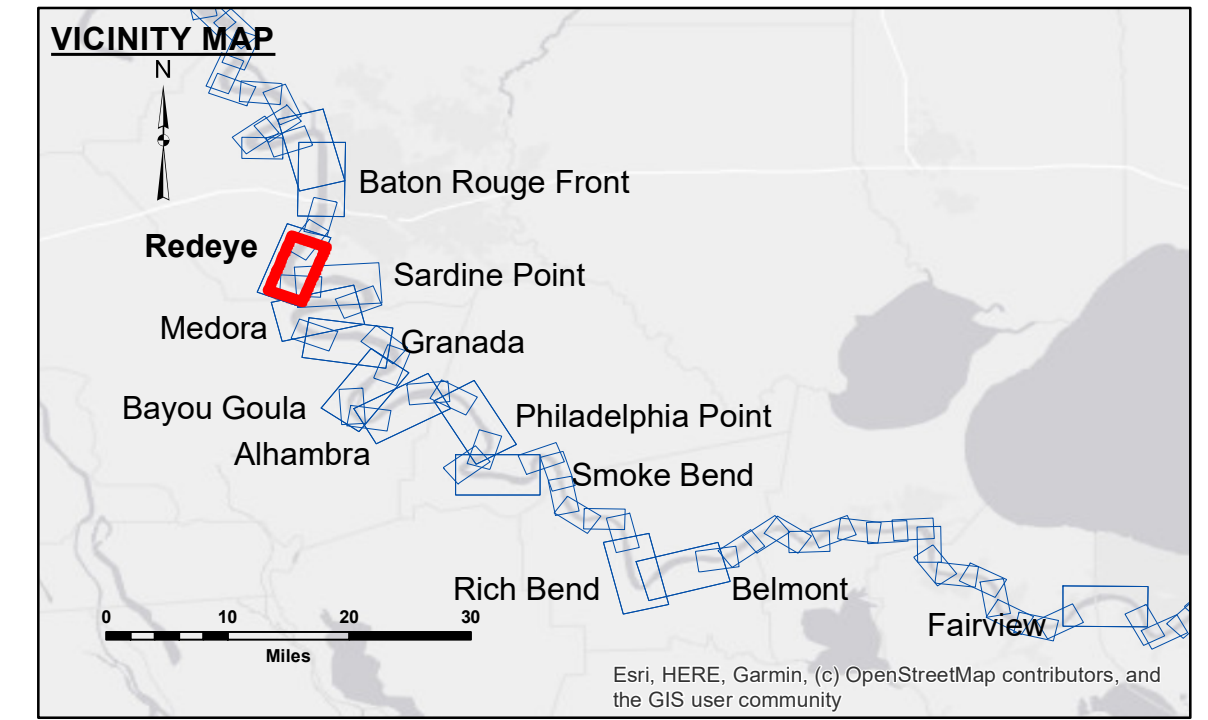 VICINITY MAP
N
Baton Rouge Front
Redeye
Sardine Point
Medora
Granada
Bayou Goula
Philadelphia Point
Alhambra
Smoke Bend
Rich Bend
Belmont
Fairview
0 10 20 30
Miles
Esri, HERE, Garmin, (c) OpenStreetMap contributors, and
the GIS user community